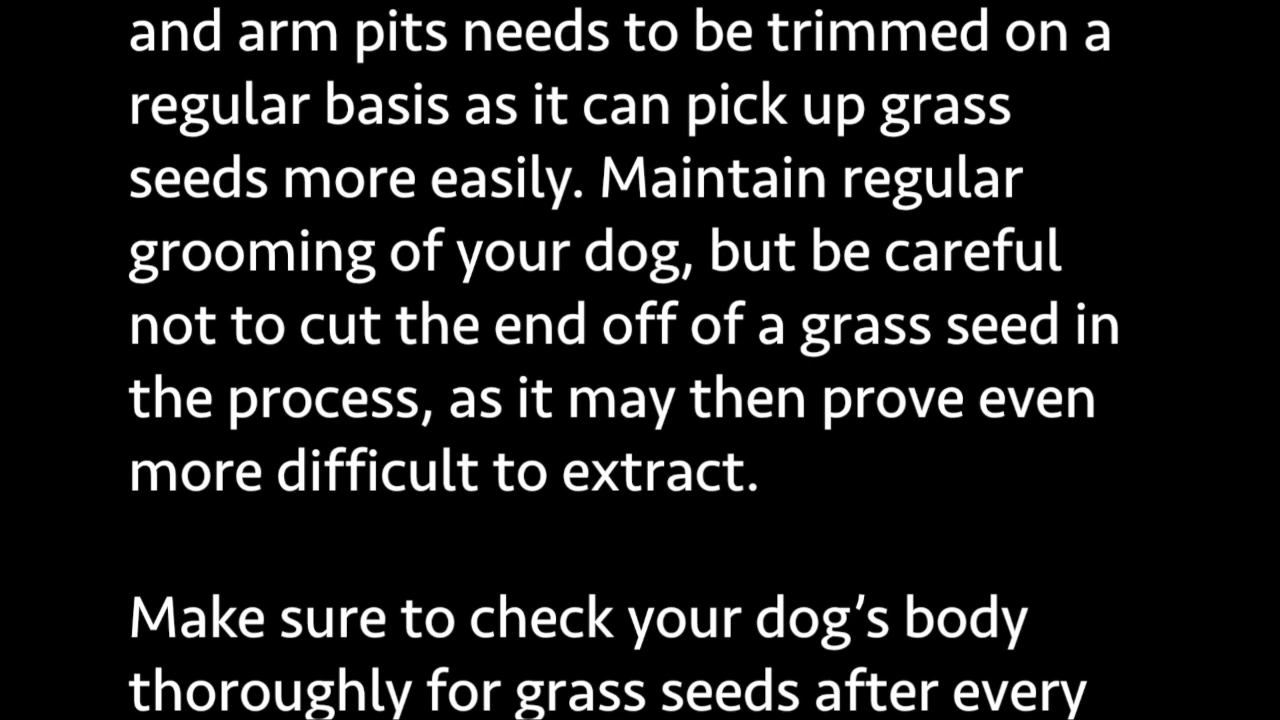 and arm pits needs to be trimmed on a
regular basis as it can pick up grass
seeds more easily. Maintain regular
grooming of your dog, but be careful
not to cut the end off of a grass seed in
the process, as it may then prove even
more difficult to extract.
Make sure to check your dog’s body
thoroughly for grass seeds after every